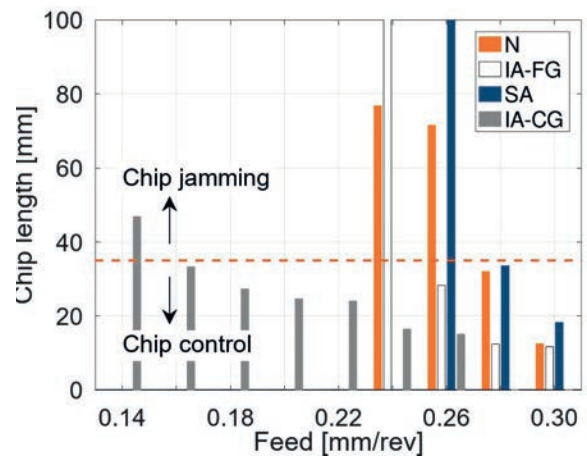 100
80
60
40
20
0
Chip length [mm]
N
IA-FG
SA
IA-CG
Chip jamming
Chip control
0.14 0.18 0.22 0.26 0.30
Feed [mm/rev]